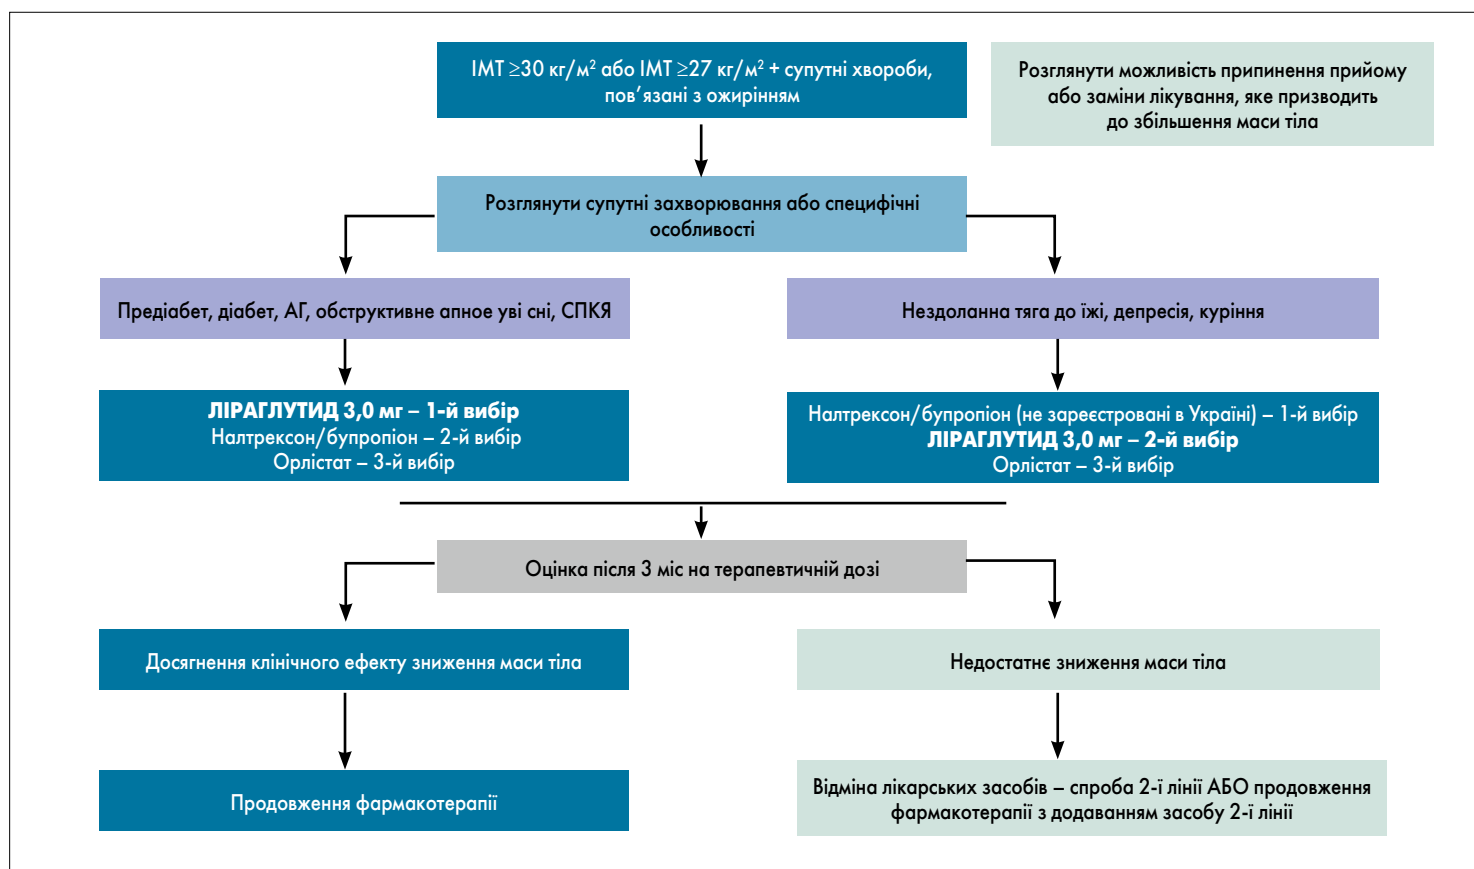 ІМТ ≥30 кг/м² або ІМТ ≥27 кг/м² + супутні хвороби,
пов’язані з ожирінням
Розглянути можливість припинення прийому
або заміни лікування, яке призводить
до збільшення маси тіла
Розглянути супутні захворювання або специфічні
особливості
Предіабет, діабет, АГ, обструктивне апное уві сні, СПКЯ
Нездоланна тяга до їжі, депресія, куріння
ЛІРАГЛУТИД 3,0 мг – 1-й вибір
Налтрексон/бупропіон – 2-й вибір
Орлістат – 3-й вибір
Налтрексон/бупропіон (не зареєстровані в Україні) – 1-й вибір
ЛІРАГЛУТИД 3,0 мг – 2-й вибір
Орлістат – 3-й вибір
Оцінка після 3 міс на терапевтичній дозі
Досягнення клінічного ефекту зниження маси тіла
Недостатнє зниження маси тіла
Продовження фармакотерапії
Відміна лікарських засобів – спроба 2-ї лінії АБО продовження
фармакотерапії з додаванням засобу 2-ї лінії